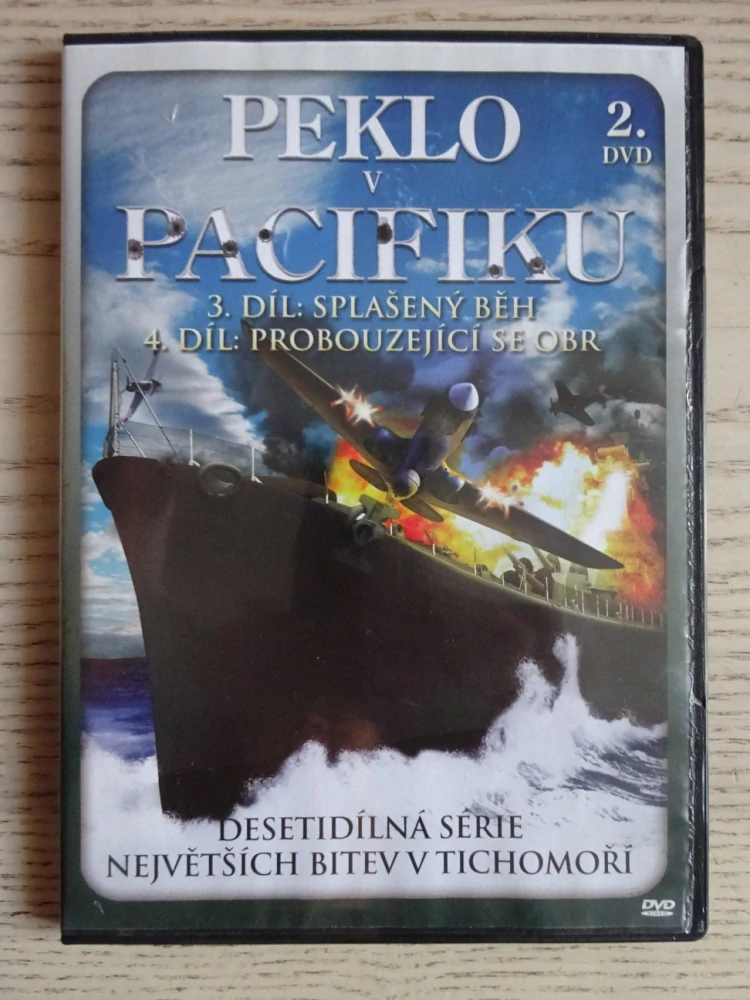 PEKLO
V
PACIFIKU
2.
DVD
3. DÍL: SPLAŠENÝ BĚH
4. DÍL: PROBOUZEJÍCÍ SE OBR
DESETIDÍLNÁ SÉRIE
NEJVĚTŠÍCH BITEV V TICHOMOŘÍ
DVD
VIDEO